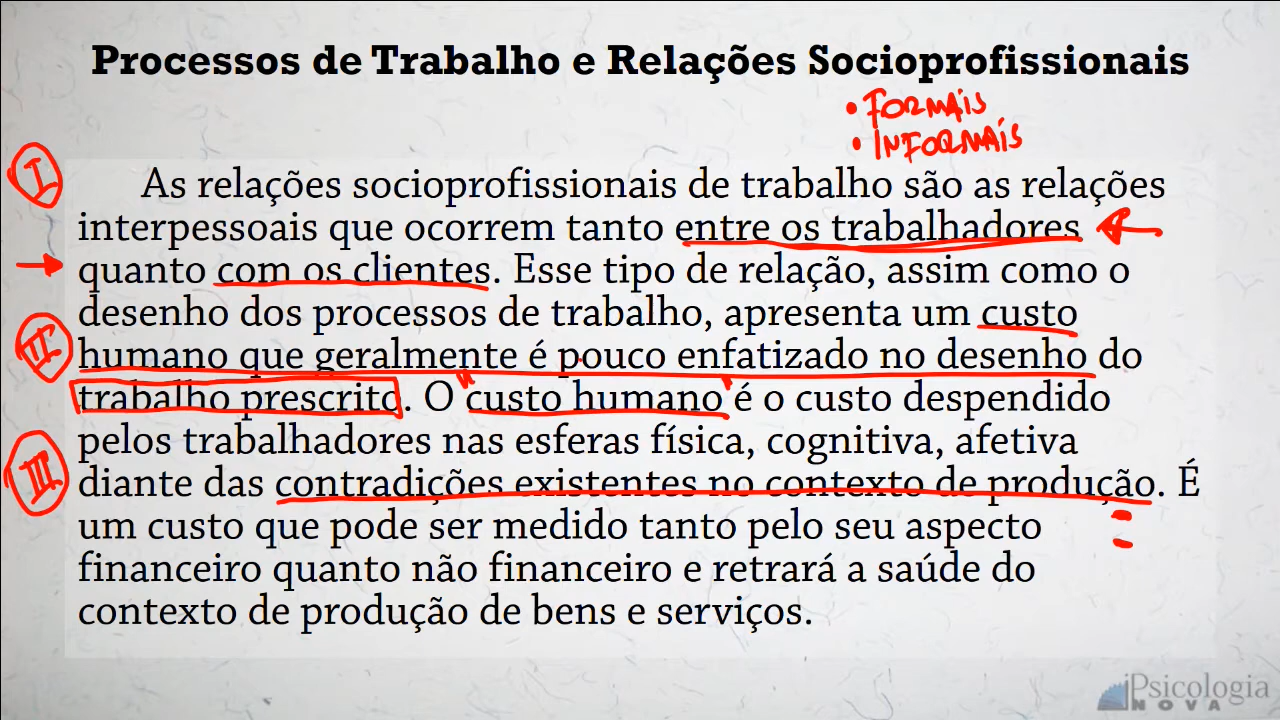 Processos de Trabalho e Relações Socioprofissionais
• FORMAIS
• INFORMAIS
I
As relações socioprofissionais de trabalho são as relações
interpessoais que ocorrem tanto entre os trabalhadores
quanto com os clientes. Esse tipo de relação, assim como o
desenho dos processos de trabalho, apresenta um custo
II
humano que geralmente é pouco enfatizado no desenho do
trabalho prescrito. O "custo humano" é o custo despendido
pelos trabalhadores nas esferas física, cognitiva, afetiva
III
diante das contradições existentes no contexto de produção. É
um custo que pode ser medido tanto pelo seu aspecto
financeiro quanto não financeiro e retrará a saúde do
contexto de produção de bens e serviços.
Psicologia
NOVA